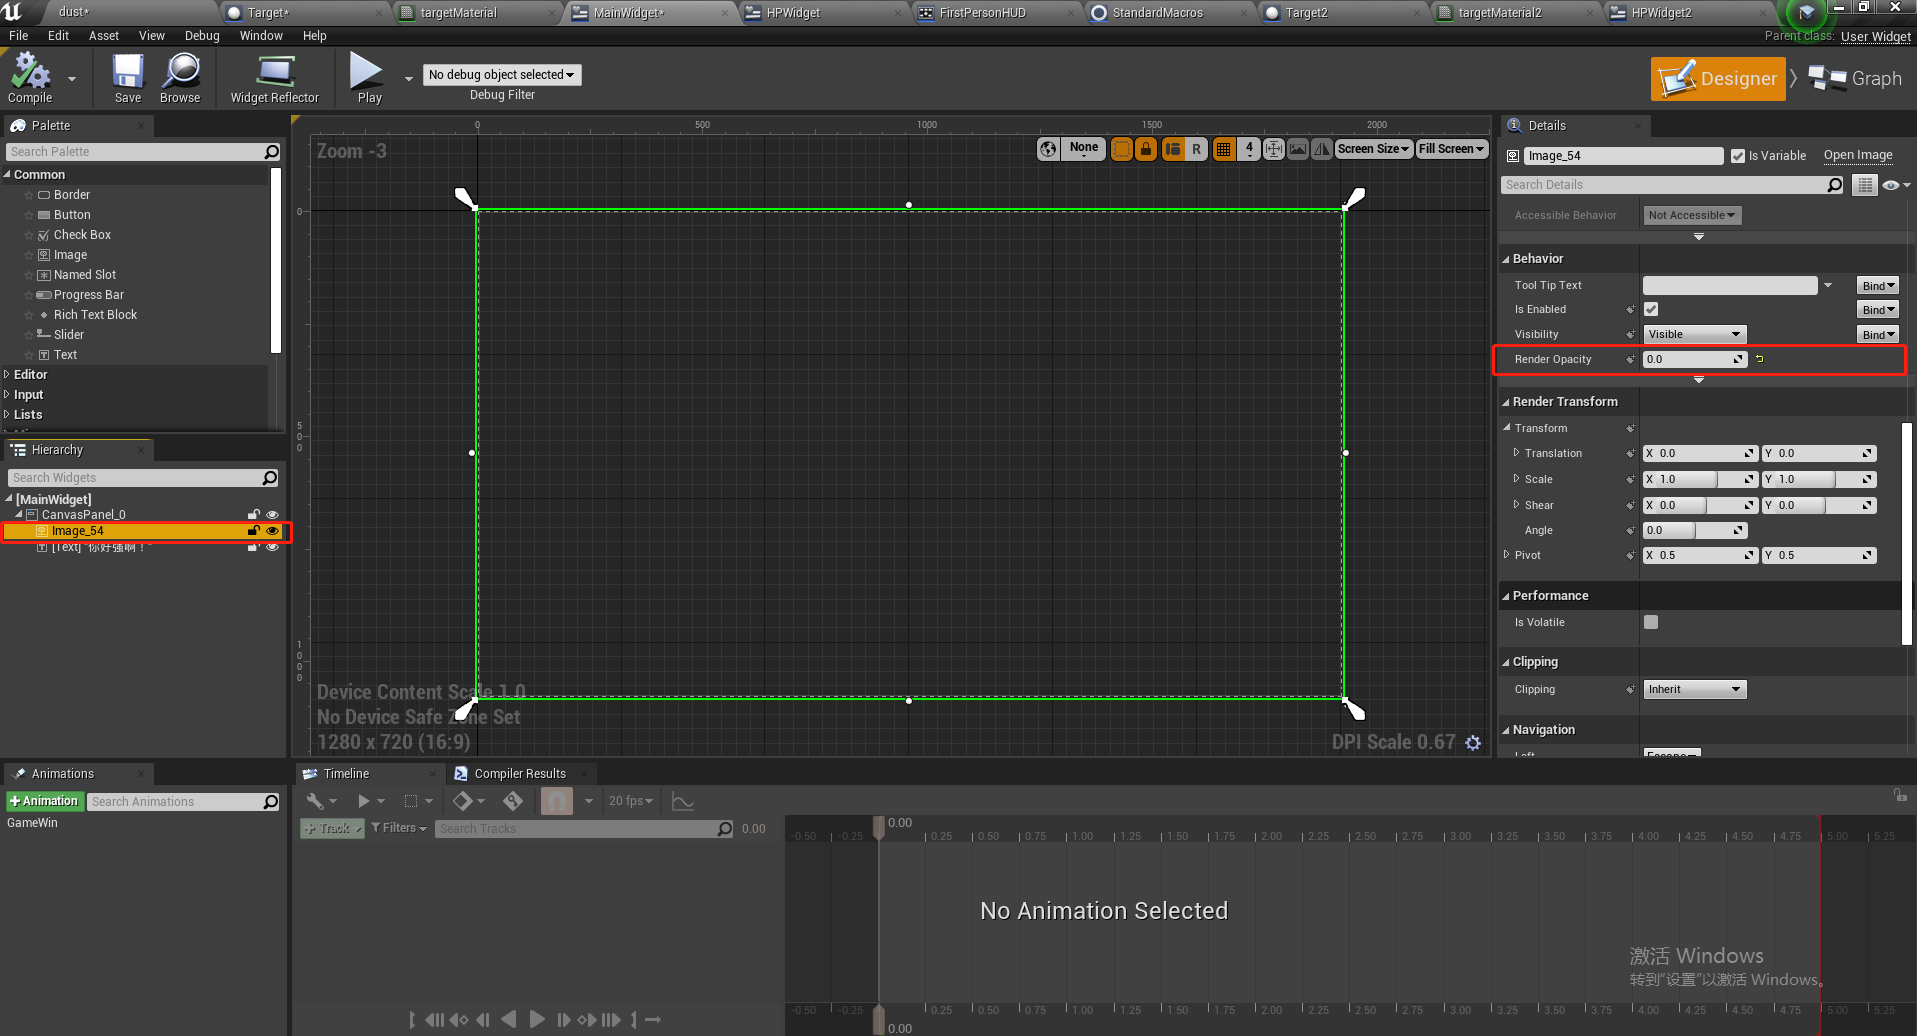 dust*
Target*
targetMaterial
MainWidget*
HPWidget
FirstPersonHUD
StandardMacros
Target2
targetMaterial2
HPWidget2
File Edit Asset View Debug Window Help
Parent class: User Widget
Compile
Save
Browse
Widget Reflector
Play
No debug object selected
Debug Filter
Designer
Graph
Palette
Search Palette
Common
Border
Button
Check Box
Image
Named Slot
Progress Bar
Rich Text Block
Slider
Text
Editor
Input
Lists
Hierarchy
Search Widgets
[MainWidget]
CanvasPanel_0
Image_54
[Text] "你好强啊！"
0 500 1000 1500 2000
Zoom -3
None
R
4
Screen Size
Fill Screen
0
500
1000
Device Content Scale 1.0
No Device Safe Zone Set
1280 x 720 (16:9)
DPI Scale 0.67
Details
Image_54
Is Variable
Open Image
Search Details
Accessible Behavior Not Accessible
Behavior
Tool Tip Text Bind
Is Enabled Bind
Visibility Visible Bind
Render Opacity 0.0
Render Transform
Transform
Translation X 0.0 Y 0.0
Scale X 1.0 Y 1.0
Shear X 0.0 Y 0.0
Angle 0.0
Pivot X 0.5 Y 0.5
Performance
Is Volatile
Clipping
Clipping Inherit
Navigation
Left Escape
Animations
+Animation Search Animations
GameWin
Timeline
Compiler Results
20 fps
+ Track Filters Search Tracks 0.00
0.00
-0.50 -0.25 0.25 0.50 0.75 1.00 1.25 1.50 1.75 2.00 2.25 2.50 2.75 3.00 3.25 3.50 3.75 4.00 4.25 4.50 4.75 5.00 5.25
No Animation Selected
激活 Windows
转到"设置"以激活 Windows。
-0.50 -0.25 0.25 0.50 0.75 1.00 1.25 1.50 1.75 2.00 2.25 2.50 2.75 3.00 3.25 3.50 3.75 4.00 4.25 4.50 4.75 5.00 5.25
0.00